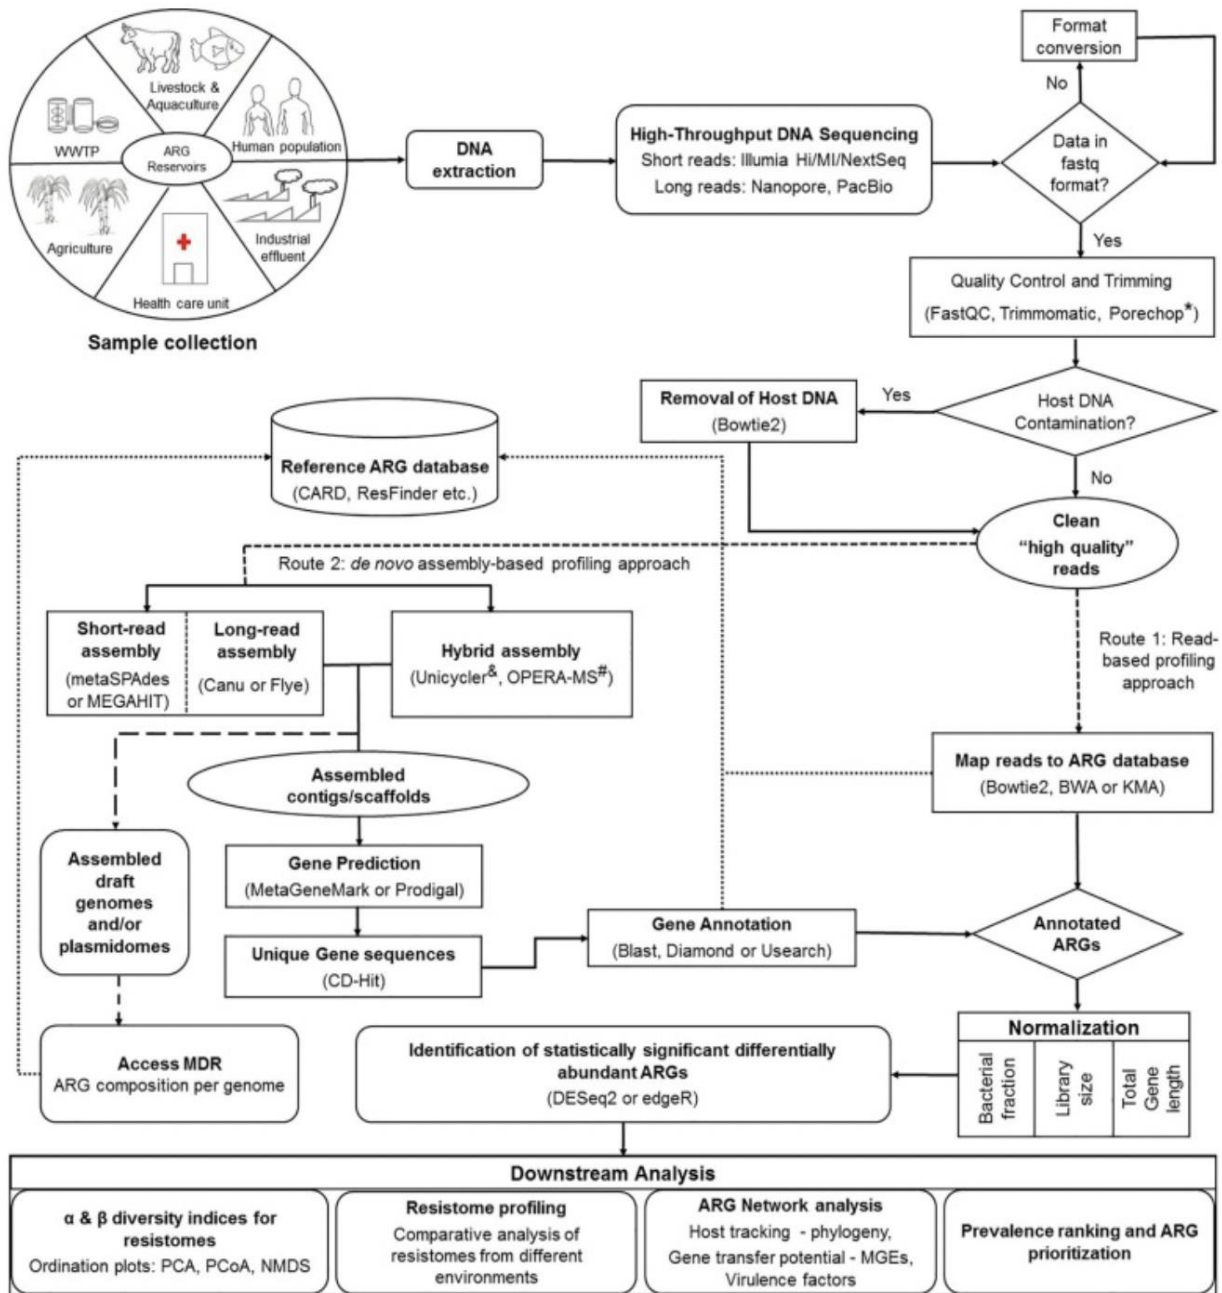 Livestock &
Aquaculture
WWTP
ARG
Reservoirs
Human population
Agriculture
Industrial
effluent
Health care unit
Sample collection
DNA
extraction
High-Throughput DNA Sequencing
Short reads: Illumia Hi/MI/NextSeq
Long reads: Nanopore, PacBio
Format
conversion
No
Data in
fastq
format?
Yes
Quality Control and Trimming
(FastQC, Trimmomatic, Porechop*)
Host DNA
Contamination?
Yes
Removal of Host DNA
(Bowtie2)
No
Clean
“high quality”
reads
Reference ARG database
(CARD, ResFinder etc.)
Route 2: de novo assembly-based profiling approach
Short-read
assembly
(metaSPAdes
or MEGAHIT)
Long-read
assembly
(Canu or Flye)
Hybrid assembly
(Unicycler&, OPERA-MS#)
Route 1: Read-
based profiling
approach
Map reads to ARG database
(Bowtie2, BWA or KMA)
Assembled
contigs/scaffolds
Assembled
draft
genomes
and/or
plasmidomes
Gene Prediction
(MetaGeneMark or Prodigal)
Unique Gene sequences
(CD-Hit)
Gene Annotation
(Blast, Diamond or Usearch)
Annotated
ARGs
Access MDR
ARG composition per genome
Identification of statistically significant differentially
abundant ARGs
(DESeq2 or edgeR)
Normalization
Bacterial
fraction
Library
size
Total
Gene
length
Downstream Analysis
α & β diversity indices for
resistomes
Ordination plots: PCA, PCoA, NMDS
Resistome profiling
Comparative analysis of
resistomes from different
environments
ARG Network analysis
Host tracking - phylogeny,
Gene transfer potential - MGEs,
Virulence factors
Prevalence ranking and ARG
prioritization